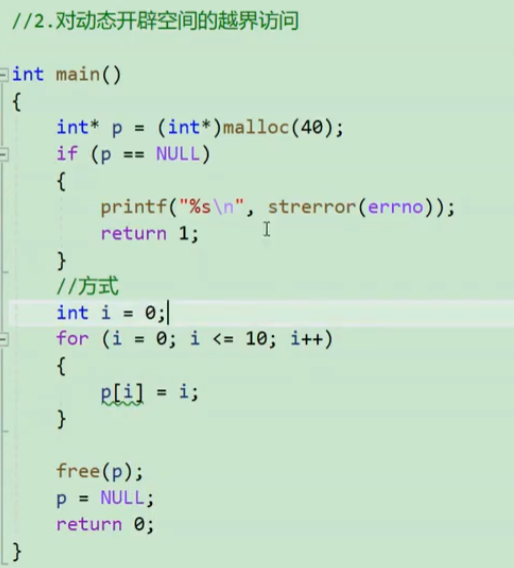 //2.对动态开辟空间的越界访问
int main()
{
    int* p = (int*)malloc(40);
    if (p == NULL)
    {
        printf("%s\n", strerror(errno));
        return 1;
    }
    //方式
    int i = 0;
    for (i = 0; i <= 10; i++)
    {
        p[i] = i;
    }
    free(p);
    p = NULL;
    return 0;
}